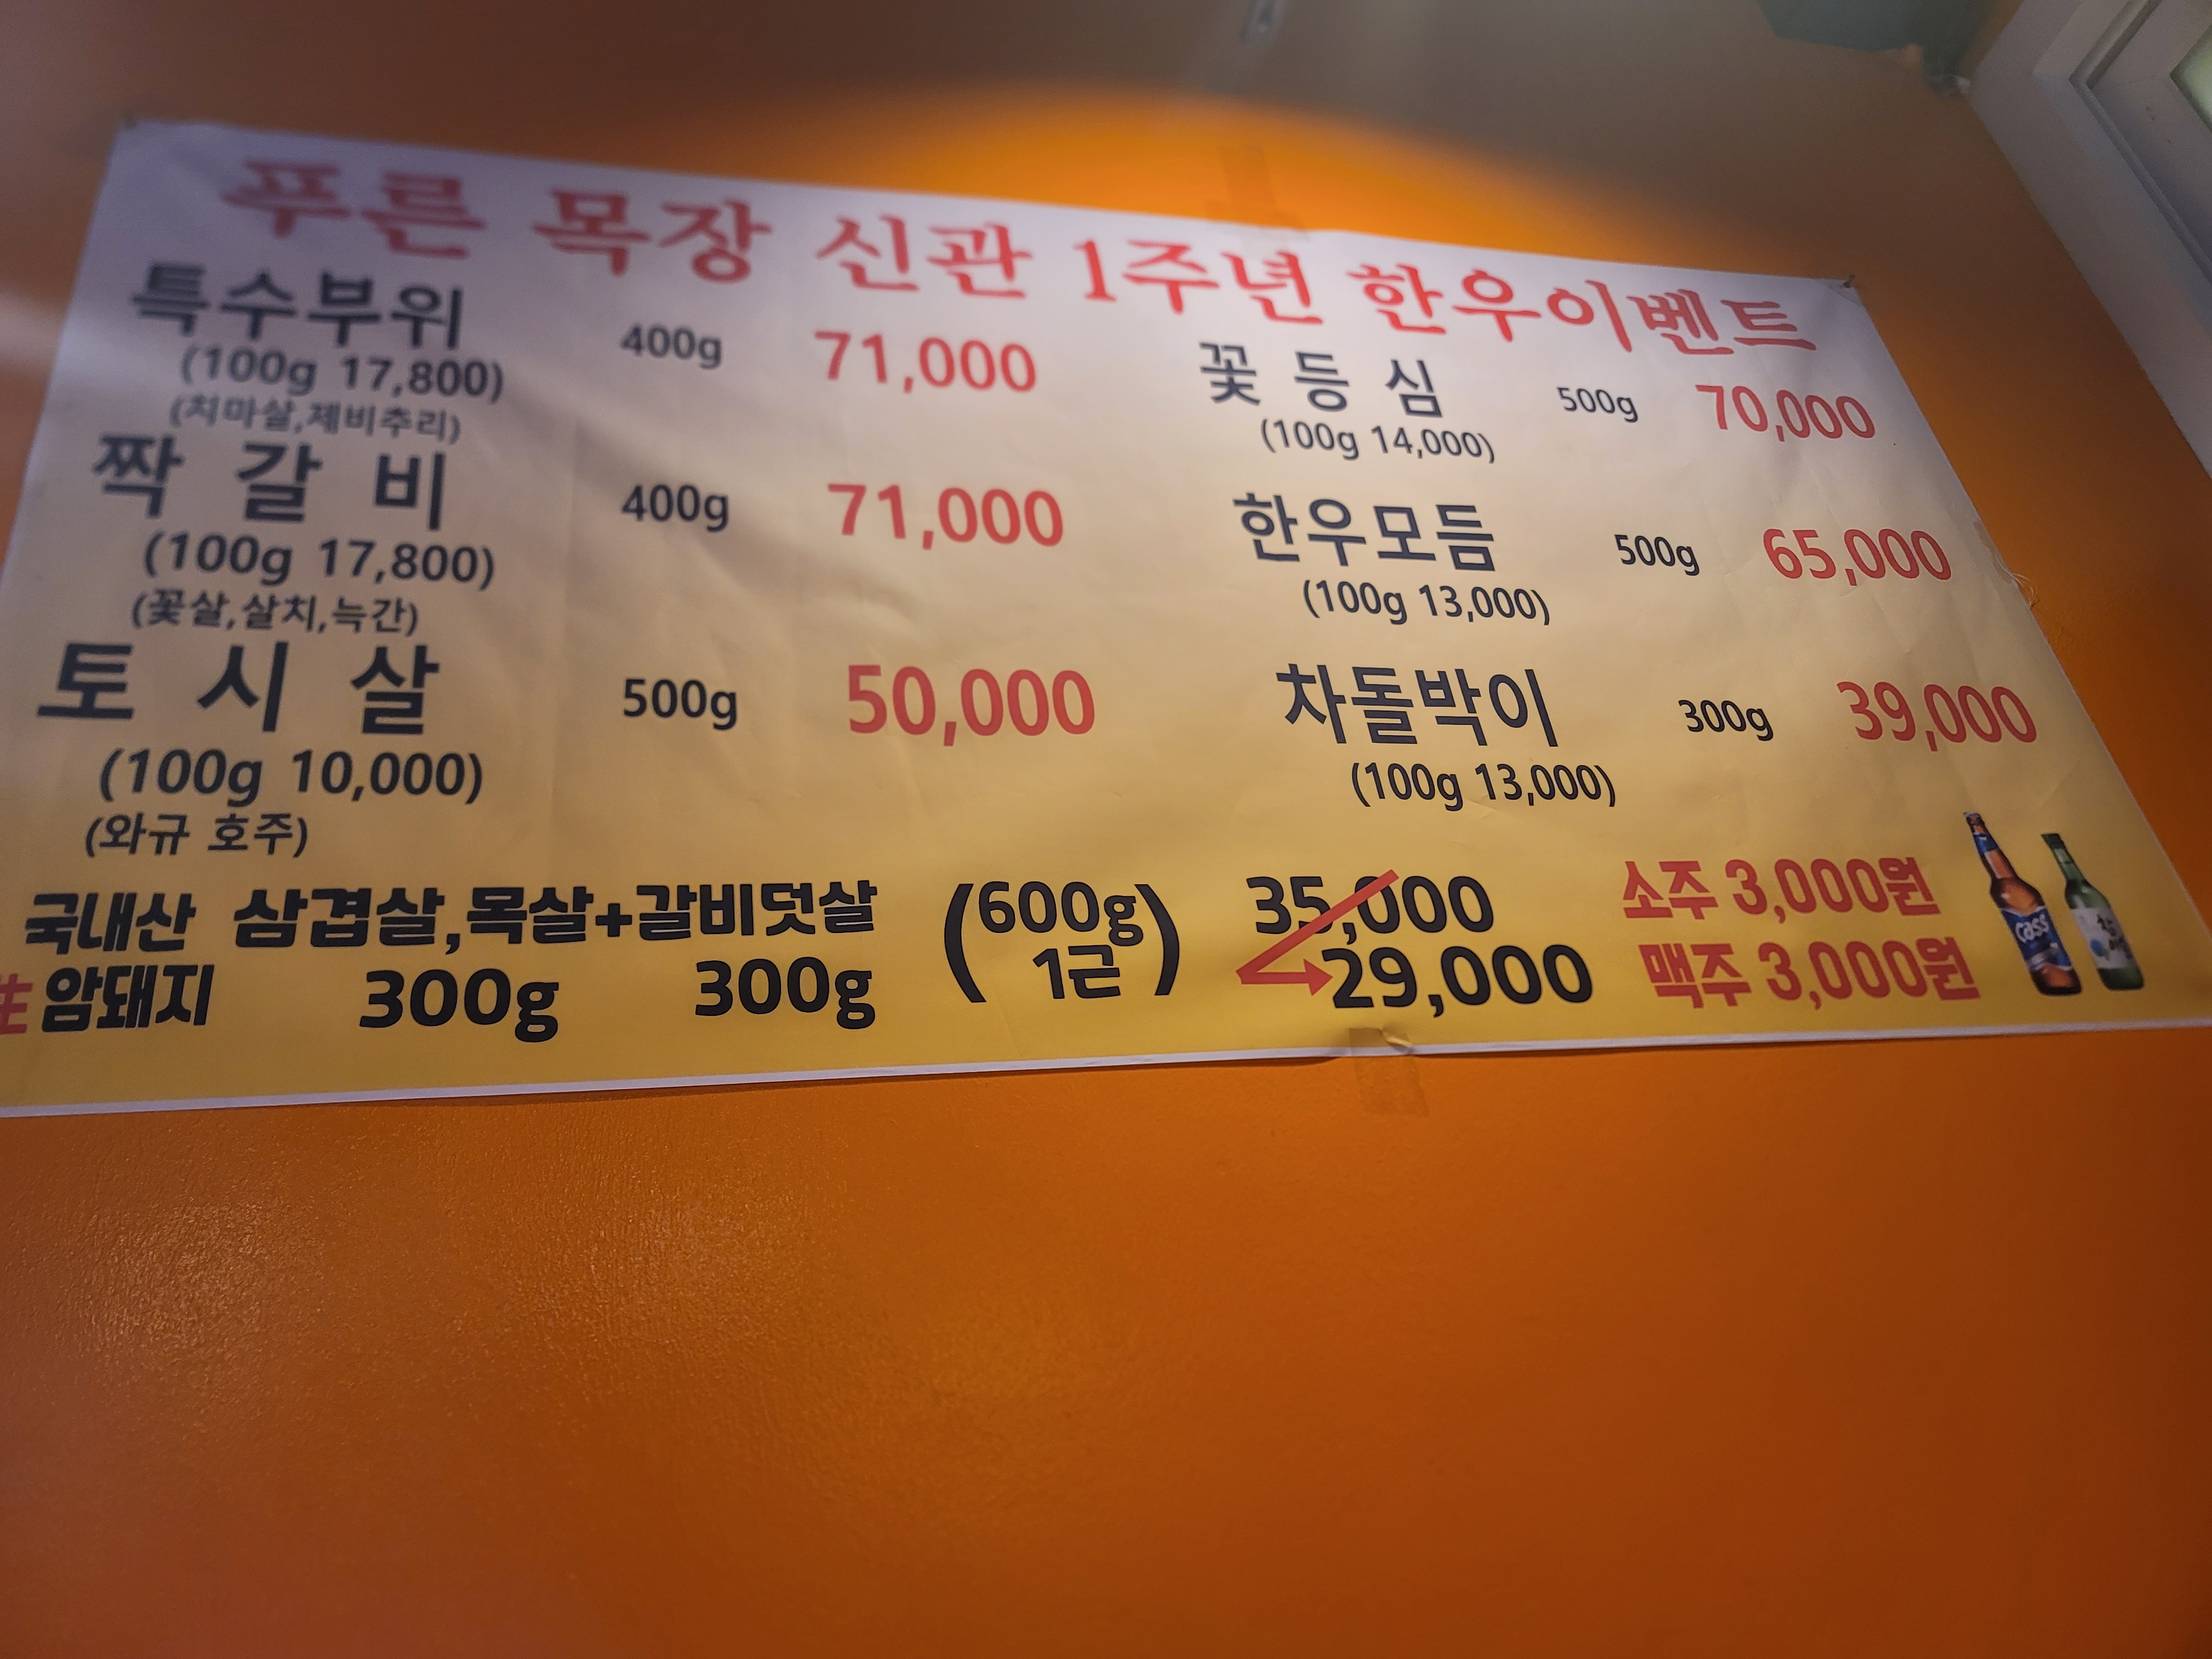 푸른 목장 신관 1주년 한우이벤트
특수부위 400g 71,000
(100g 17,800)
(치마살,제비추리)
짝 갈 비 400g 71,000
(100g 17,800)
(꽃살,살치,늑간)
토 시 살 500g 50,000
(100g 10,000)
(와규 호주)
꽃 등 심 500g 70,000
(100g 14,000)
한우모듬 500g 65,000
(100g 13,000)
차돌박이 300g 39,000
(100g 13,000)
국내산 삼겹살,목살+갈비덧살 (600g 35,000
生암돼지 300g 300g 1근) 29,000
소주 3,000원
맥주 3,000원
cass